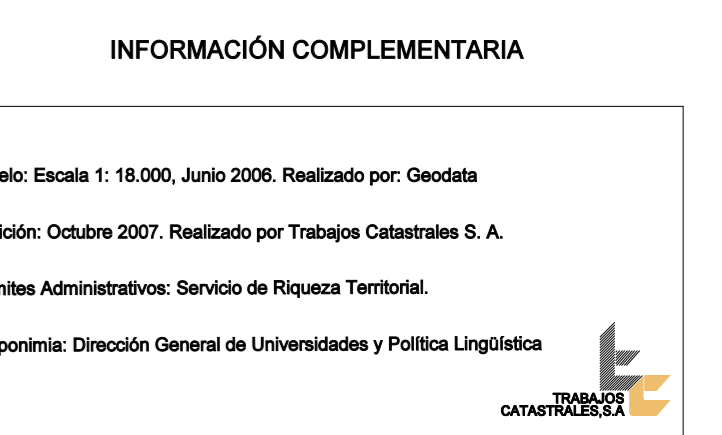 INFORMACIÓN COMPLEMENTARIA
elo: Escala 1: 18.000, Junio 2006. Realizado por: Geodata
ición: Octubre 2007. Realizado por Trabajos Catastrales S. A.
mites Administrativos: Servicio de Riqueza Territorial.
ponimia: Dirección General de Universidades y Política Lingüística
TRABAJOS
CATASTRALES,S.A